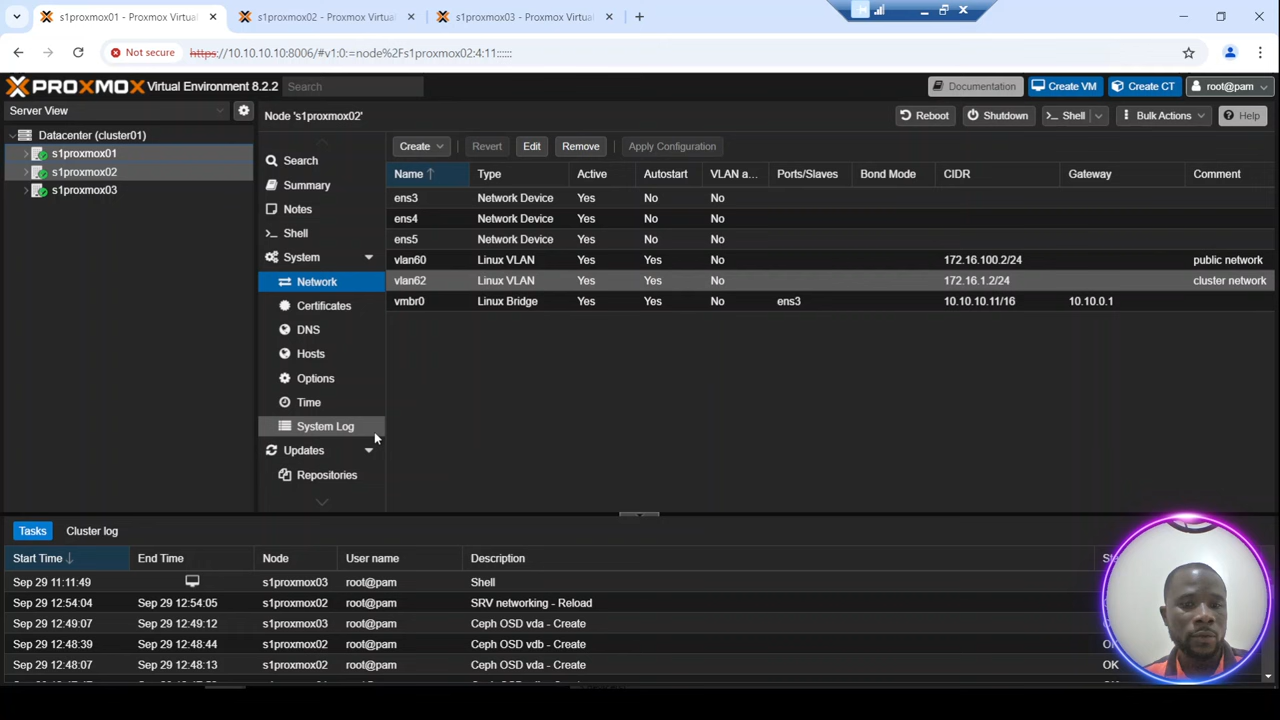 s1proxmox01 - Proxmox Virtual
s1proxmox02 - Proxmox Virtual
s1proxmox03 - Proxmox Virtual
Not secure
https://10.10.10.10:8006/#v1:0:=node%2Fs1proxmox02:4:11::::::
PROXMOX Virtual Environment 8.2.2
Search
Documentation
Create VM
Create CT
root@pam
Server View
Node 's1proxmox02'
Reboot
Shutdown
Shell
Bulk Actions
Help
Datacenter (cluster01)
s1proxmox01
s1proxmox02
s1proxmox03
Search
Summary
Notes
Shell
System
Network
Certificates
DNS
Hosts
Options
Time
System Log
Updates
Repositories
Create
Revert
Edit
Remove
Apply Configuration
Name Type Active Autostart VLAN a... Ports/Slaves Bond Mode CIDR Gateway Comment
ens3 Network Device Yes No No
ens4 Network Device Yes No No
ens5 Network Device Yes No No
vlan60 Linux VLAN Yes Yes No 172.16.100.2/24 public network
vlan62 Linux VLAN Yes Yes No 172.16.1.2/24 cluster network
vmbr0 Linux Bridge Yes Yes No ens3 10.10.10.11/16 10.10.0.1
Tasks
Cluster log
Start Time End Time Node User name Description
Sep 29 11:11:49 s1proxmox03 root@pam Shell
Sep 29 12:54:04 Sep 29 12:54:05 s1proxmox02 root@pam SRV networking - Reload
Sep 29 12:49:07 Sep 29 12:49:12 s1proxmox03 root@pam Ceph OSD vda - Create
Sep 29 12:48:39 Sep 29 12:48:44 s1proxmox02 root@pam Ceph OSD vdb - Create
Sep 29 12:48:07 Sep 29 12:48:13 s1proxmox02 root@pam Ceph OSD vda - Create OK